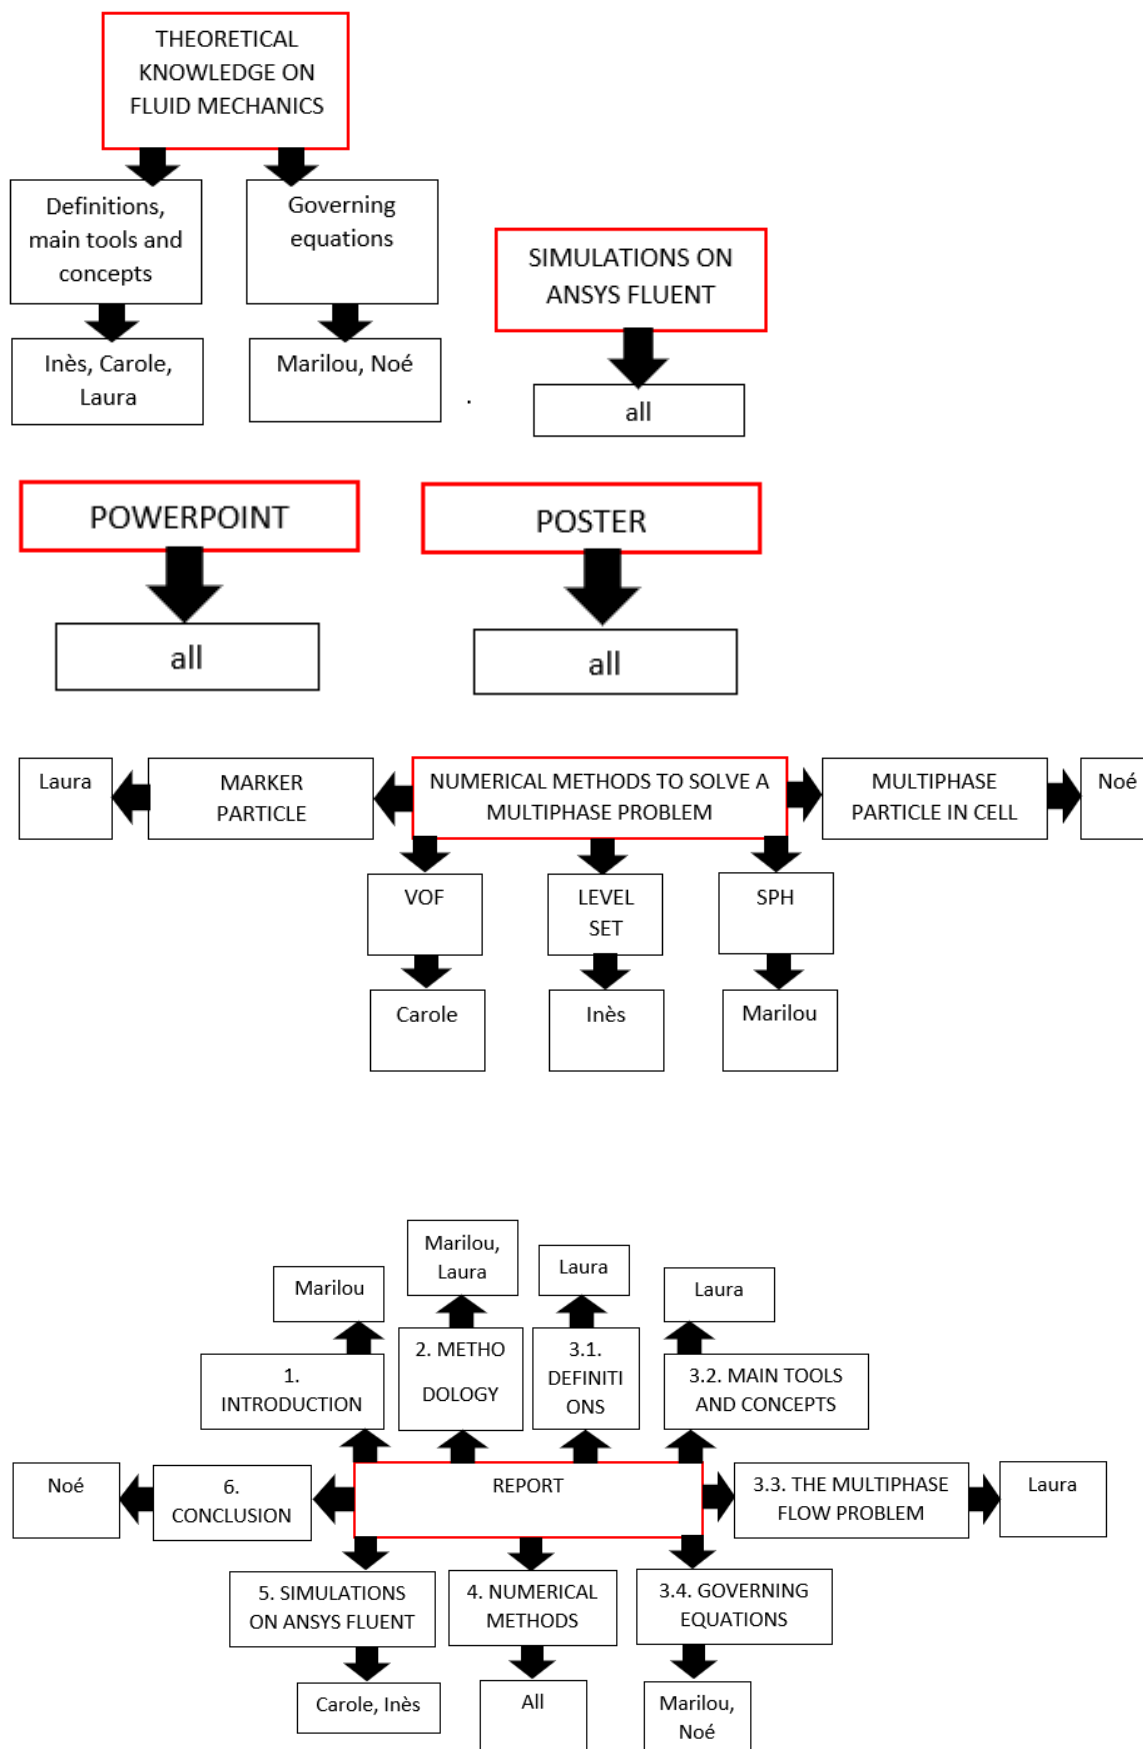 THEORETICAL
KNOWLEDGE ON
FLUID MECHANICS
Definitions,
main tools and
concepts
Governing
equations
Inès, Carole,
Laura
Marilou, Noé
.
SIMULATIONS ON
ANSYS FLUENT
all
POWERPOINT
all
POSTER
all
Laura
MARKER
PARTICLE
NUMERICAL METHODS TO SOLVE A
MULTIPHASE PROBLEM
MULTIPHASE
PARTICLE IN CELL
Noé
VOF
LEVEL
SET
SPH
Carole
Inès
Marilou
Marilou
Marilou,
Laura
Laura
Laura
1.
INTRODUCTION
2. METHO
DOLOGY
3.1.
DEFINITI
ONS
3.2. MAIN TOOLS
AND CONCEPTS
Noé
6.
CONCLUSION
REPORT
3.3. THE MULTIPHASE
FLOW PROBLEM
Laura
5. SIMULATIONS
ON ANSYS FLUENT
4. NUMERICAL
METHODS
3.4. GOVERNING
EQUATIONS
Carole, Inès
All
Marilou,
Noé